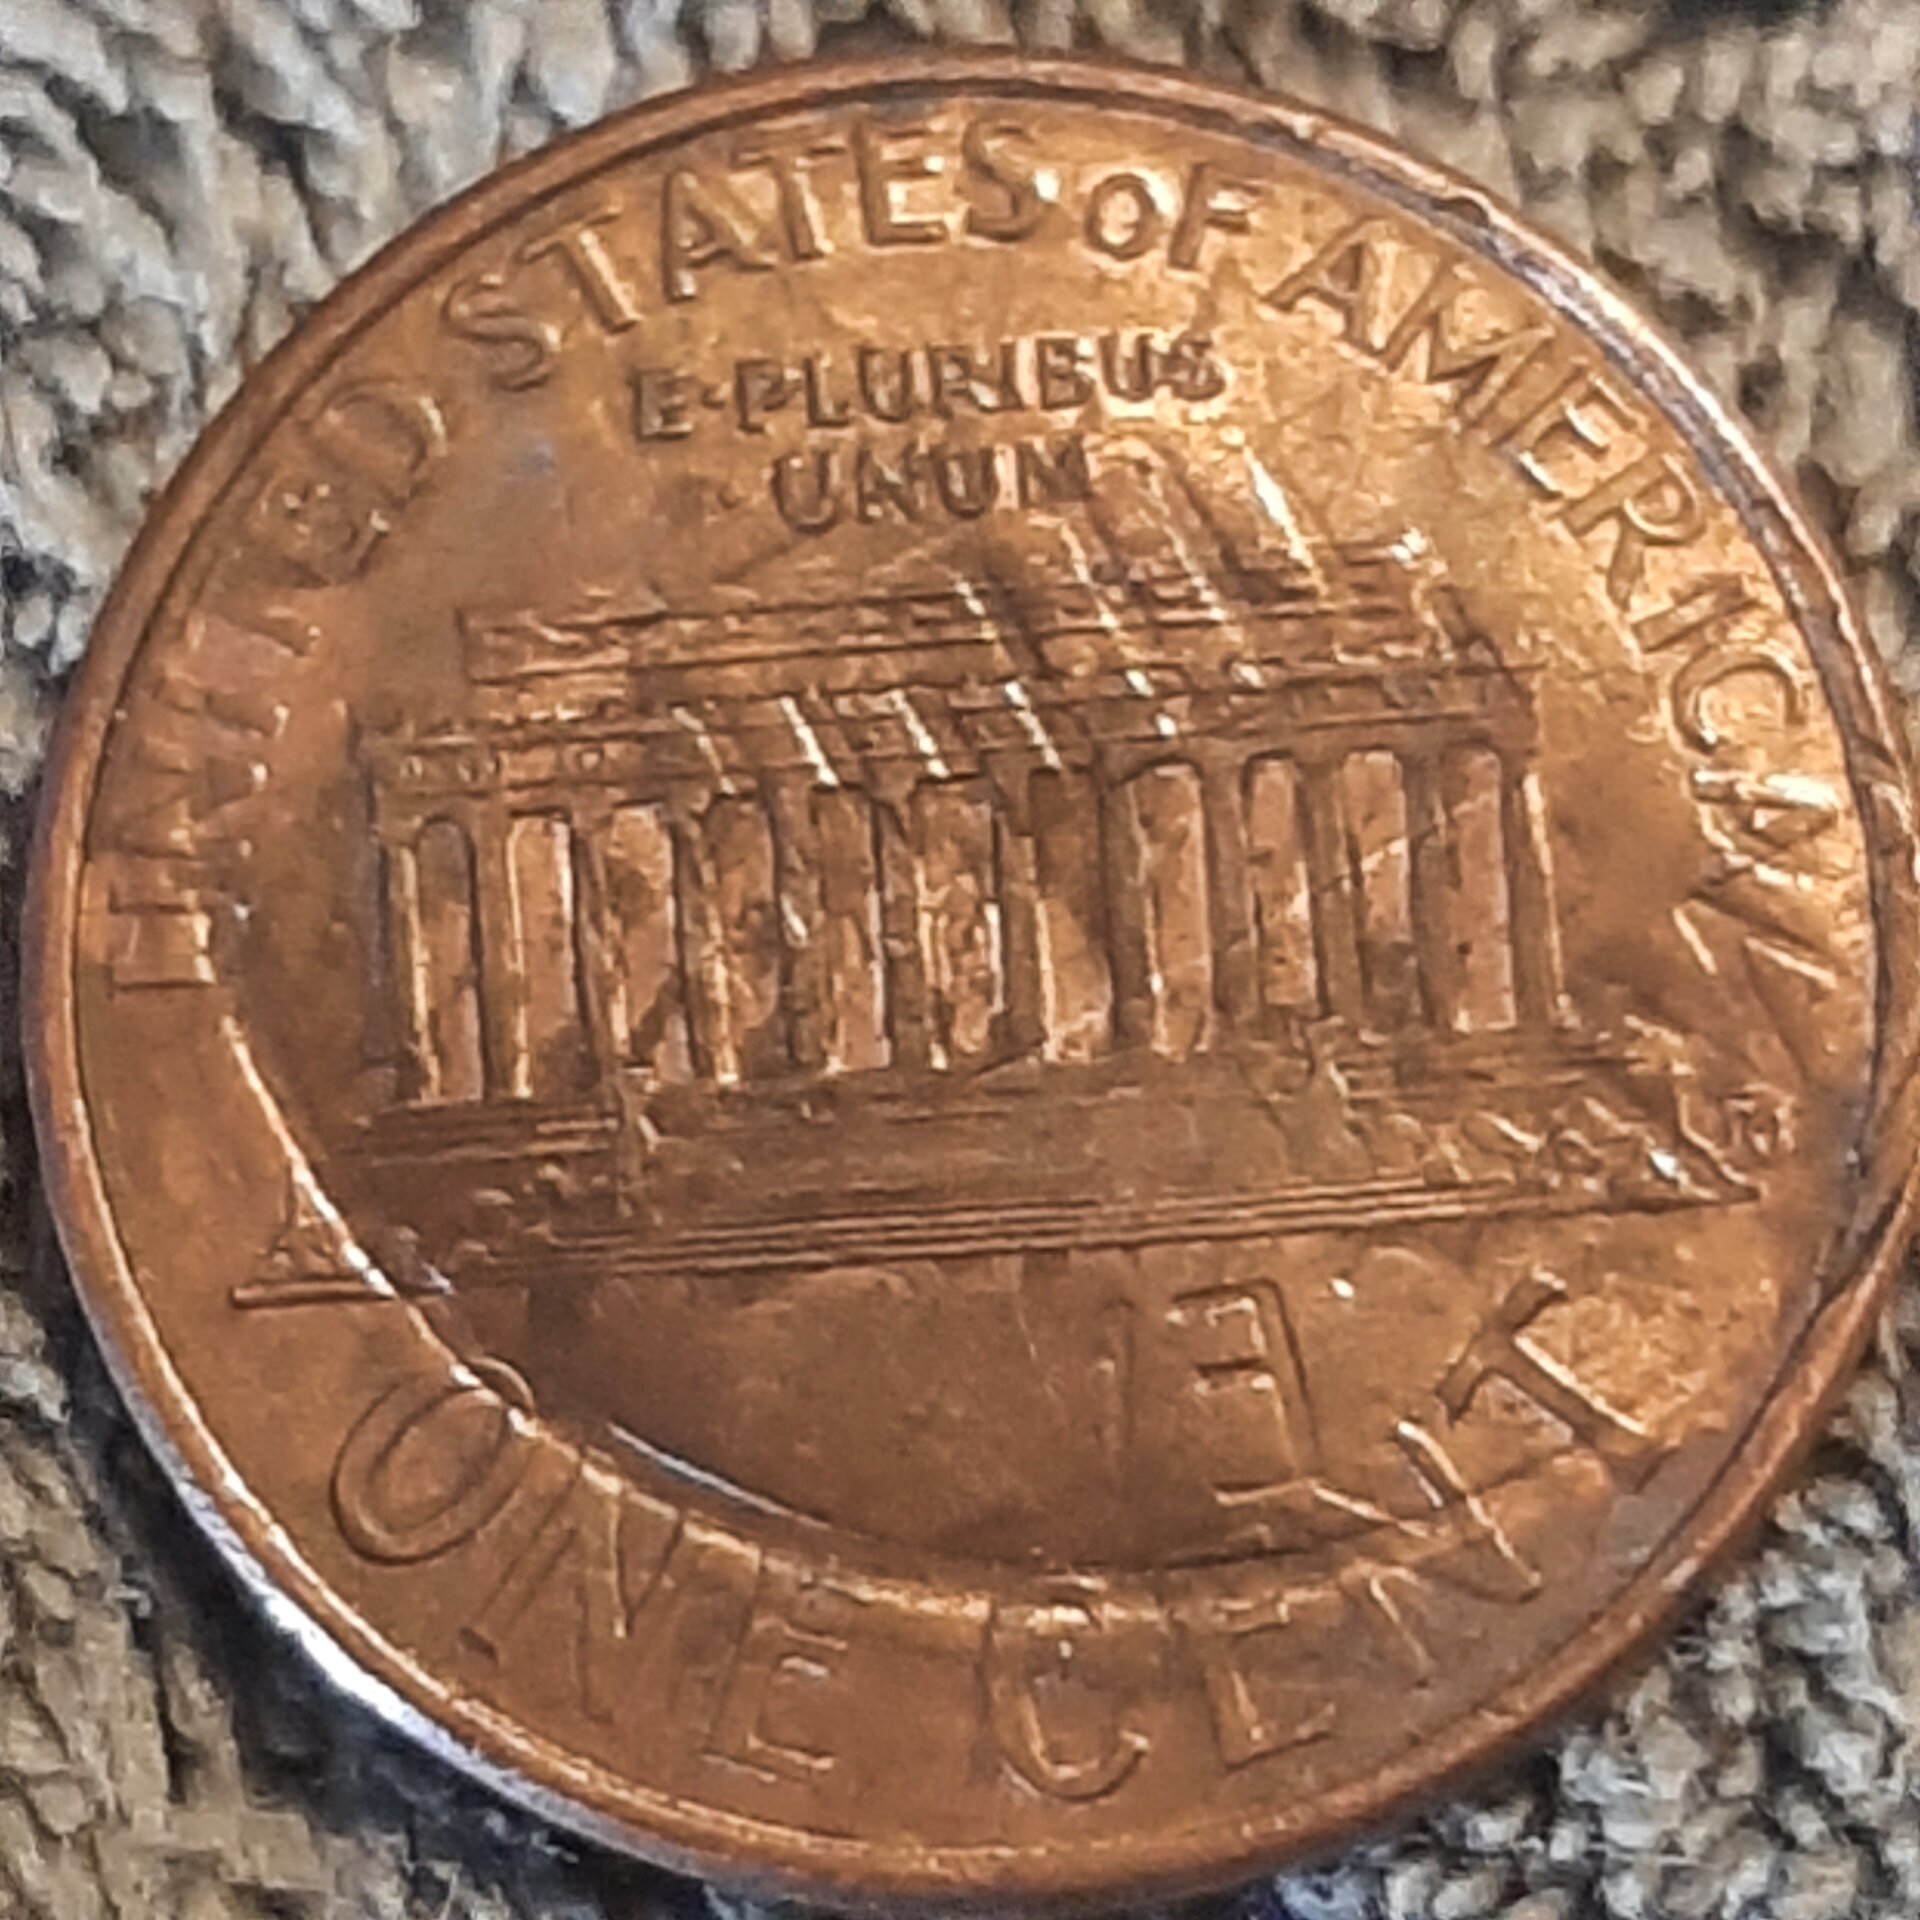 UNITED STATES OF AMERICA
E·PLURIBUS
UNUM
ONE CENT